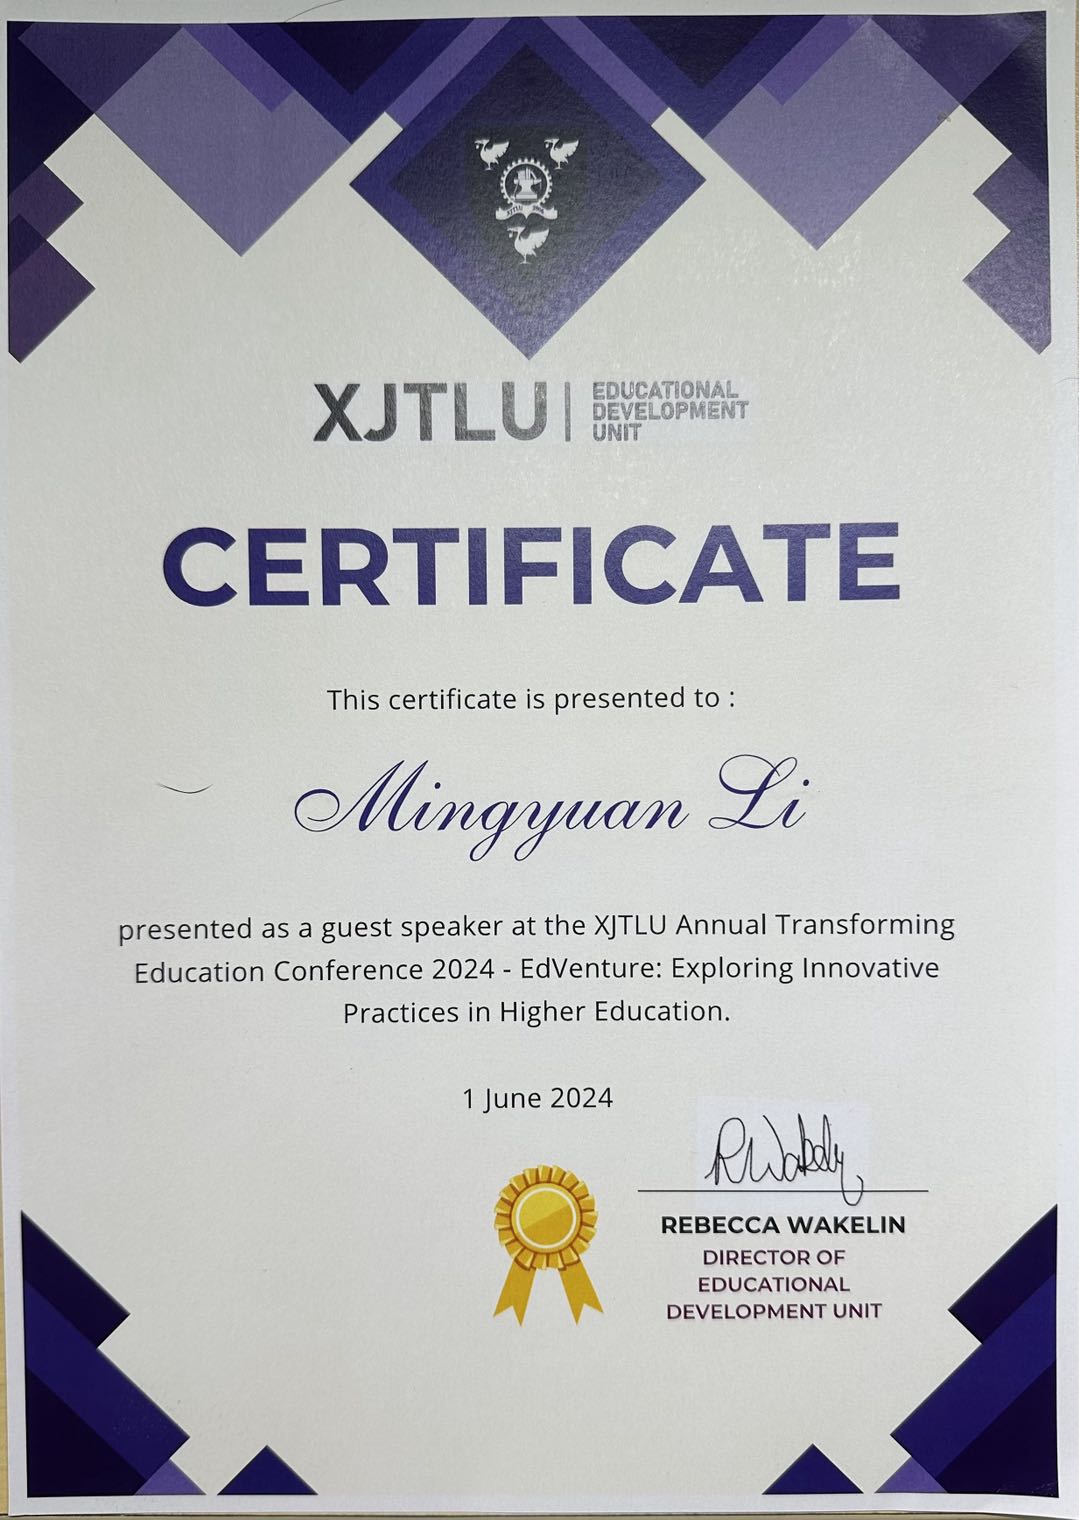 XJTLU
EDUCATIONAL
DEVELOPMENT
UNIT
CERTIFICATE
This certificate is presented to :
Mingyuan Li
presented as a guest speaker at the XJTLU Annual Transforming
Education Conference 2024 - EdVenture: Exploring Innovative
Practices in Higher Education.
1 June 2024
REBECCA WAKELIN
DIRECTOR OF
EDUCATIONAL
DEVELOPMENT UNIT